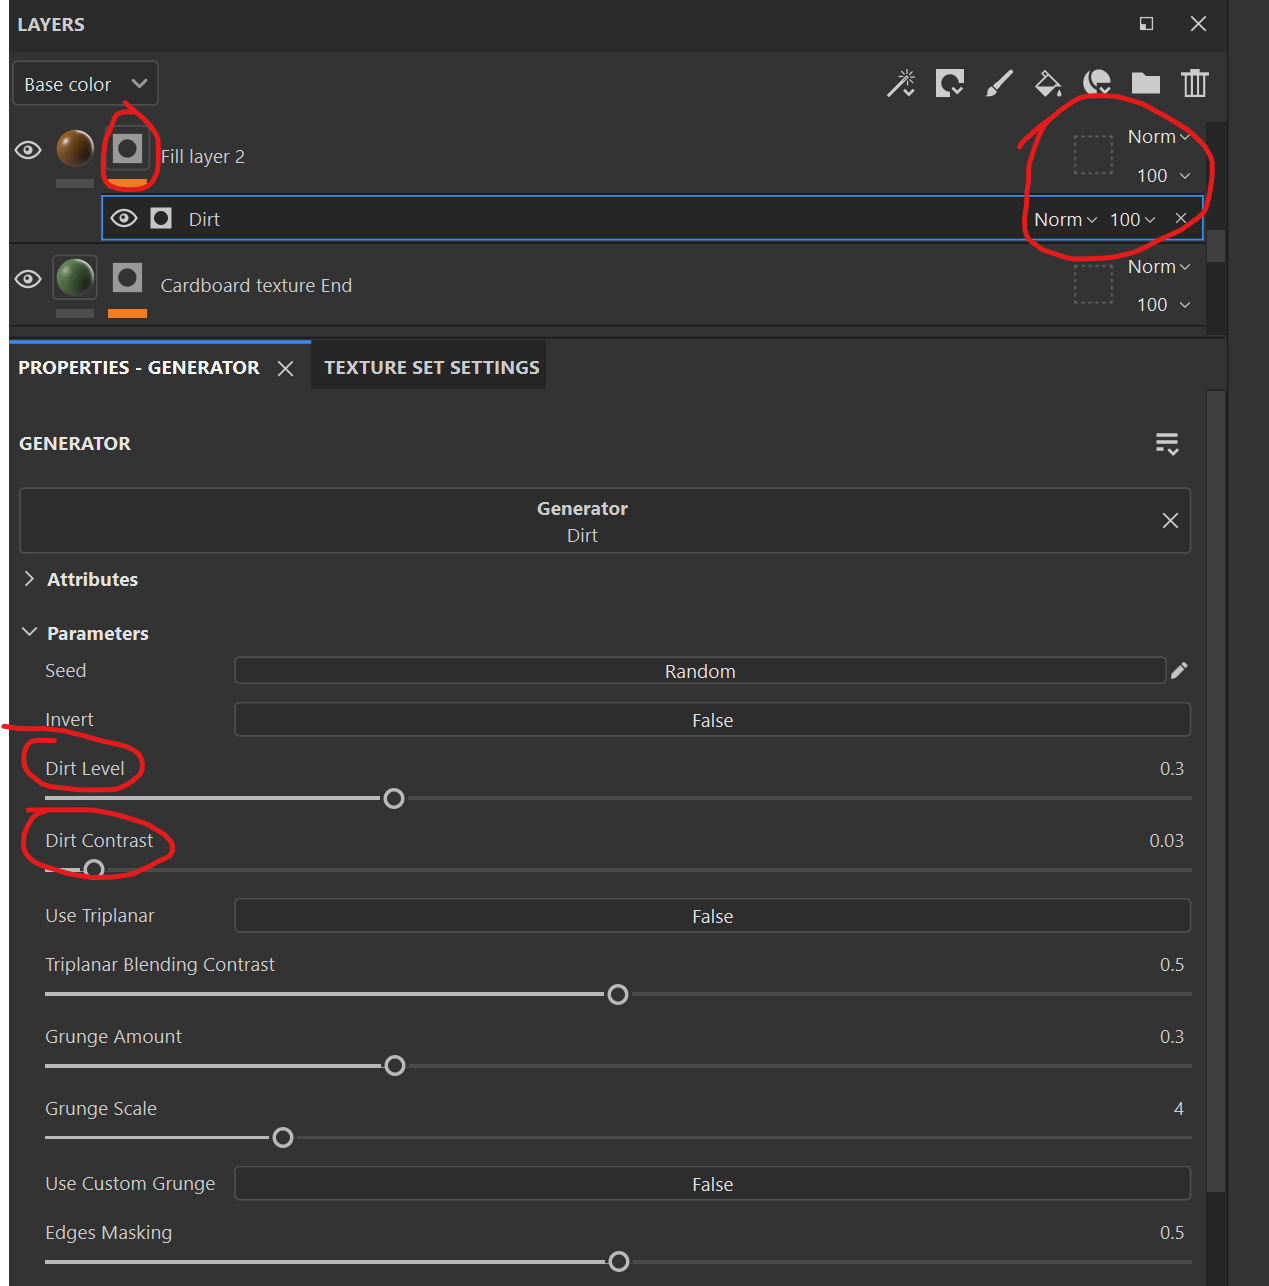 LAYERS
Base color
Fill layer 2
Norm
100
Dirt
Norm 100
Cardboard texture End
Norm
100
PROPERTIES - GENERATOR
TEXTURE SET SETTINGS
GENERATOR
Generator
Dirt
Attributes
Parameters
Seed Random
Invert False
Dirt Level 0.3
Dirt Contrast 0.03
Use Triplanar False
Triplanar Blending Contrast 0.5
Grunge Amount 0.3
Grunge Scale 4
Use Custom Grunge False
Edges Masking 0.5